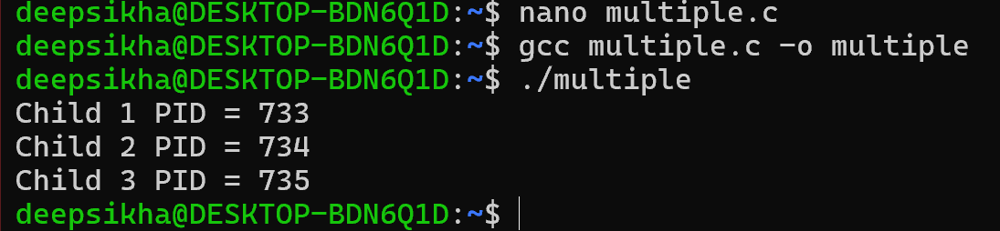 deepsikha@DESKTOP-BDN6Q1D:~$ nano multiple.c
deepsikha@DESKTOP-BDN6Q1D:~$ gcc multiple.c -o multiple
deepsikha@DESKTOP-BDN6Q1D:~$ ./multiple
Child 1 PID = 733
Child 2 PID = 734
Child 3 PID = 735
deepsikha@DESKTOP-BDN6Q1D:~$